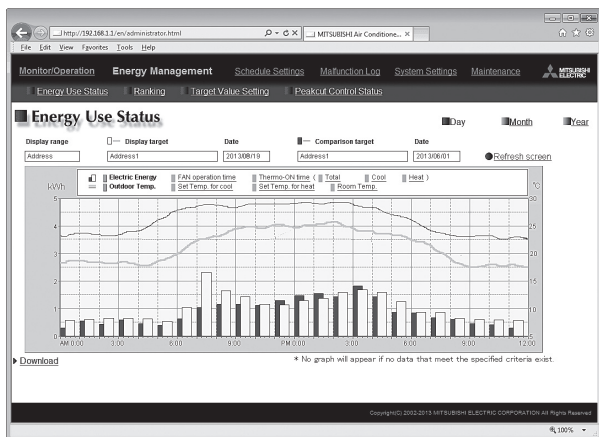 http://192.168.1.1/en/administrator.html
MITSUBISHI Air Conditione...
File Edit View Favorites Tools Help
Monitor/Operation Energy Management Schedule Settings Malfunction Log System Settings Maintenance MITSUBISHI ELECTRIC
Energy Use Status Ranking Target Value Setting Peakcut Control Status
Energy Use Status Day Month Year
Display range Display target Date Comparison target Date
Address Address1 2013/08/19 Address1 2013/06/01 Refresh screen
Electric Energy FAN operation time Thermo-ON time ( Total Cool Heat )
Outdoor Temp. Set Temp. for cool Set Temp. for heat Room Temp.
kWh °C
5 30
4 25
3 20
2 15
1 10
0 5
AM 0:00 3:00 6:00 9:00 PM 0:00 3:00 6:00 9:00 12:00
Download * No graph will appear if no data that meet the specified criteria exist.
Copyright(C) 2002-2013 MITSUBISHI ELECTRIC CORPORATION All Rights Reserved
100%